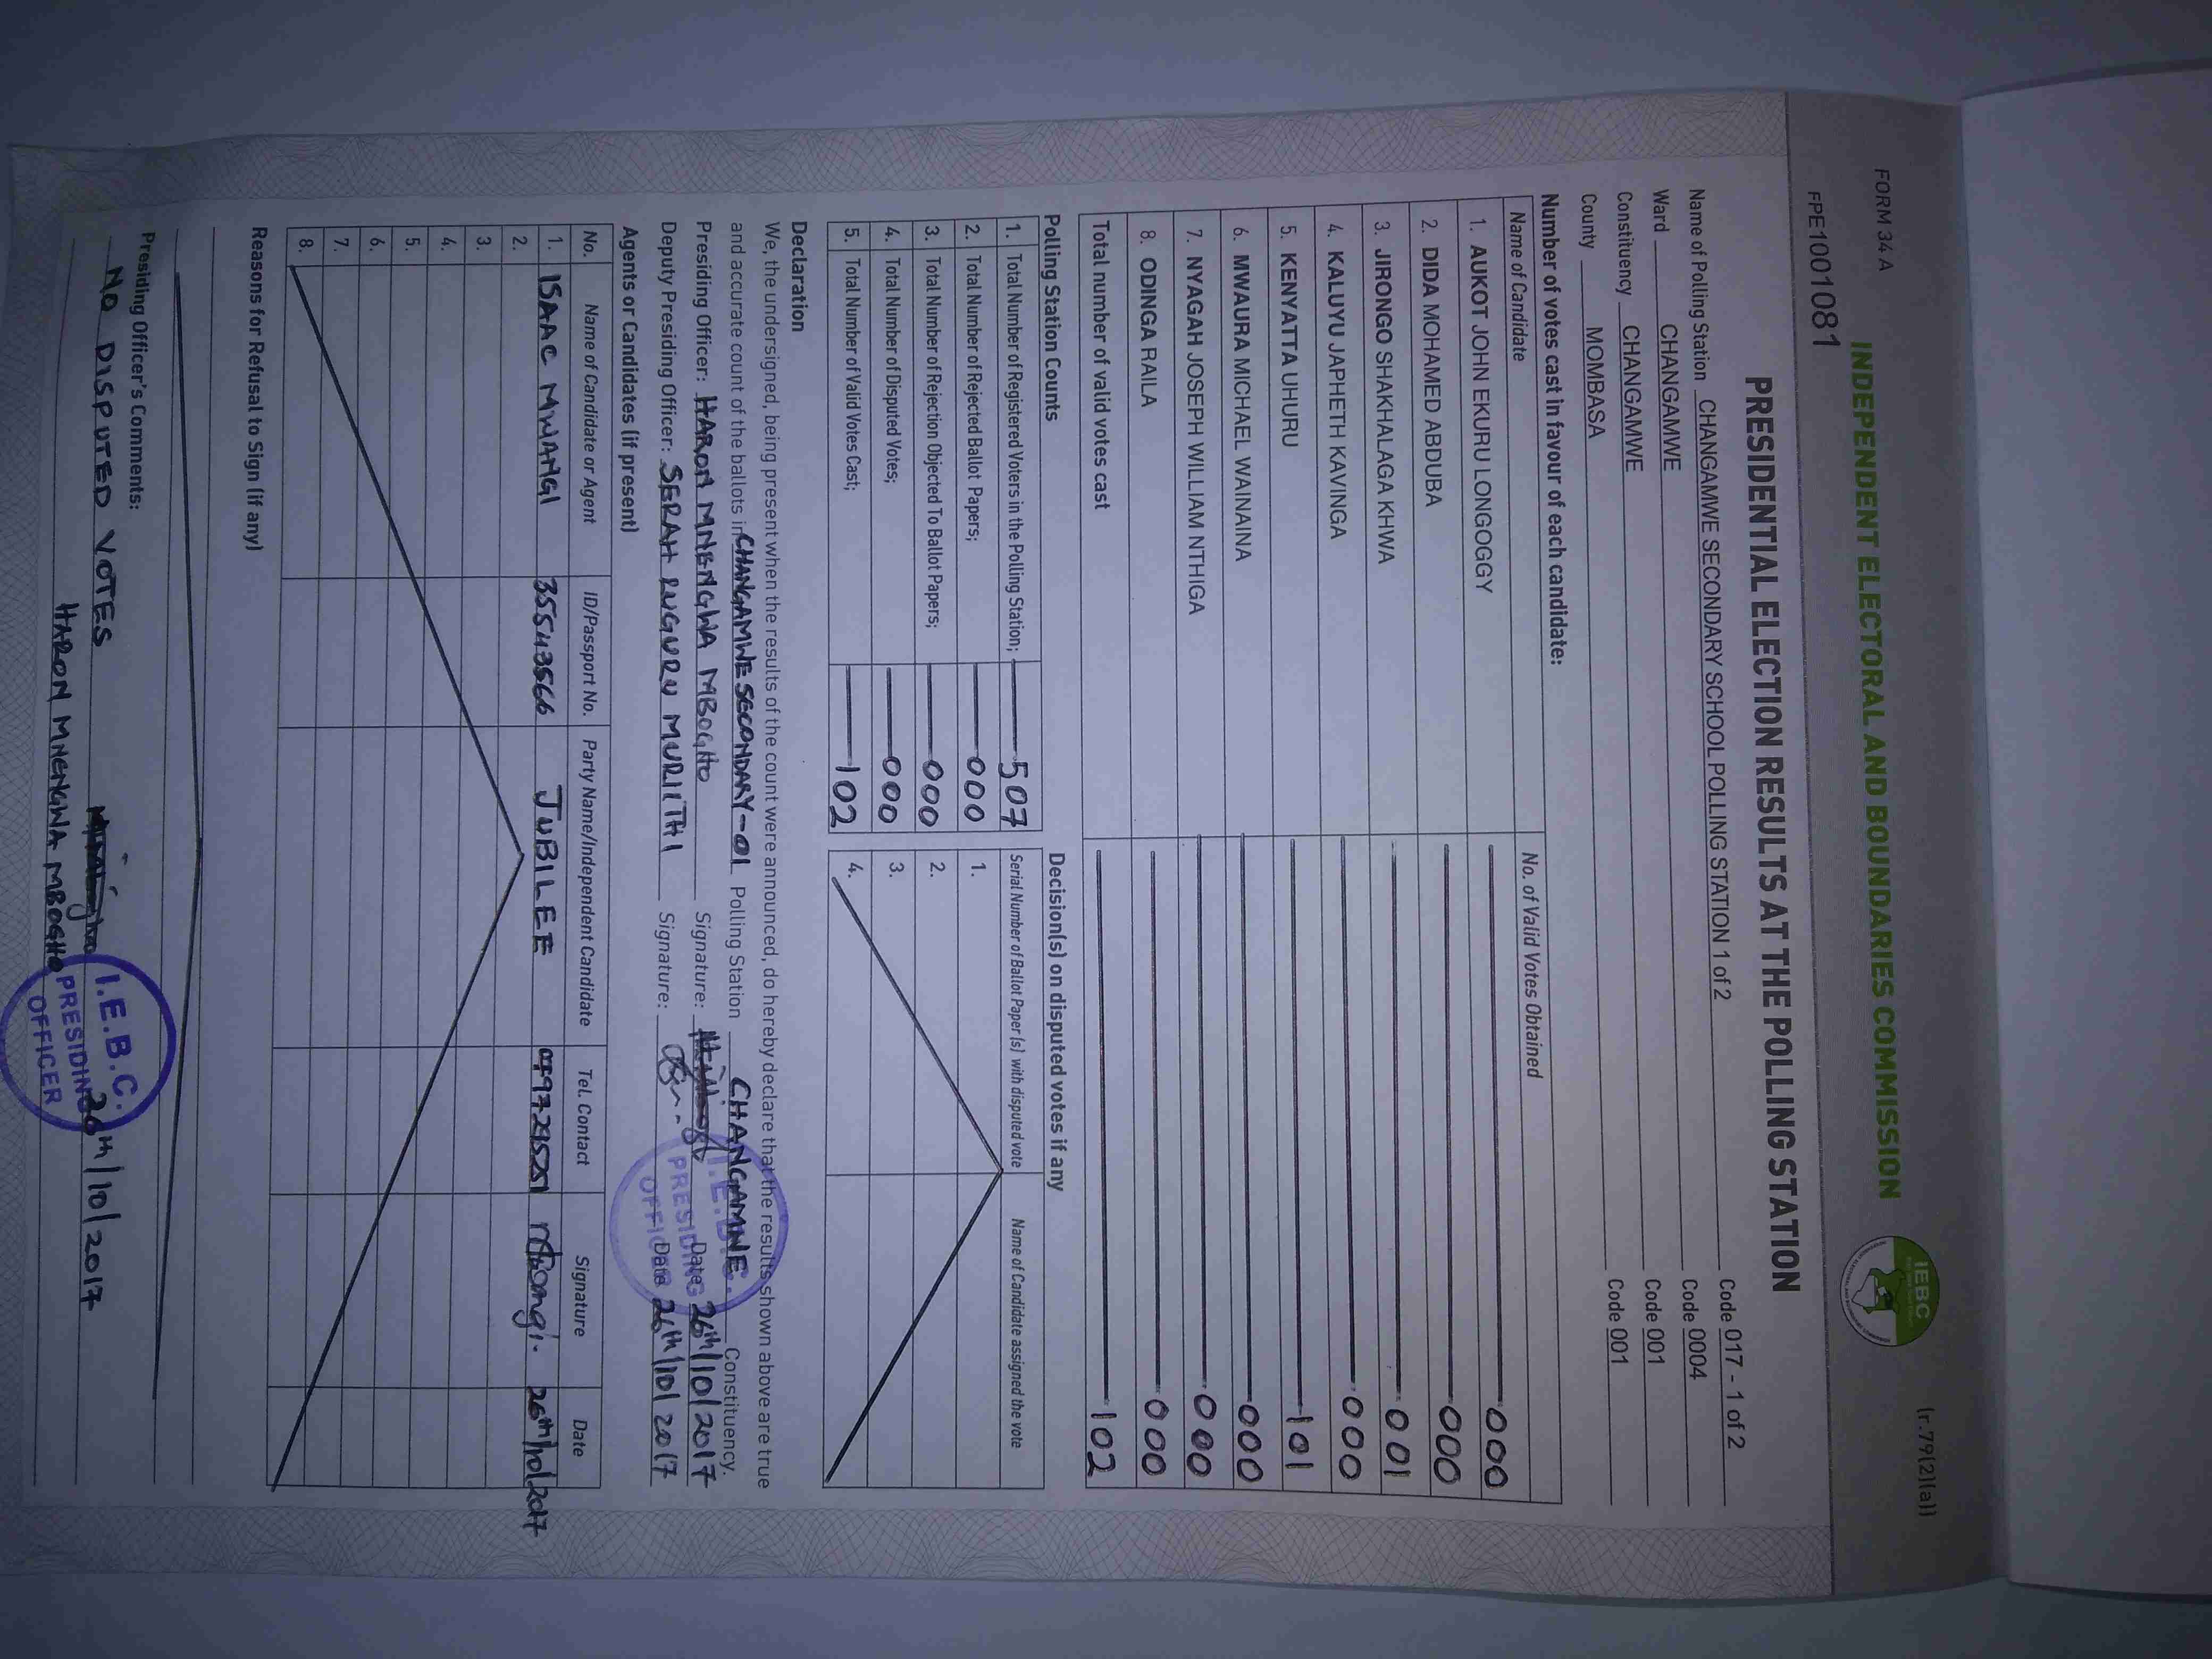 FORM 34 A
(r.79(2)(a))
INDEPENDENT ELECTORAL AND BOUNDARIES COMMISSION
IEBC
FPE1001081
PRESIDENTIAL ELECTION RESULTS AT THE POLLING STATION
Name of Polling Station CHANGAMWE SECONDARY SCHOOL POLLING STATION 1 of 2 Code 017 - 1 of 2
Ward CHANGAMWE Code 0004
Constituency CHANGAMWE Code 001
County MOMBASA Code 001
Number of votes cast in favour of each candidate:
Name of Candidate No. of Valid Votes Obtained
1. AUKOT JOHN EKURU LONGOGGY 000
2. DIDA MOHAMED ABDUBA 000
3. JIRONGO SHAKHALAGA KHWA 001
4. KALUYU JAPHETH KAVINGA 000
5. KENYATTA UHURU 101
6. MWAURA MICHAEL WAINAINA 000
7. NYAGAH JOSEPH WILLIAM NTHIGA 000
8. ODINGA RAILA 000
Total number of valid votes cast 102
Polling Station Counts
1. Total Number of Registered Voters in the Polling Station; 507
2. Total Number of Rejected Ballot Papers; 000
3. Total Number of Rejection Objected To Ballot Papers; 000
4. Total Number of Disputed Votes; 000
5. Total Number of Valid Votes Cast; 102
Decision(s) on disputed votes if any
Serial Number of Ballot Paper (s) with disputed vote Name of Candidate assigned the vote
1.
2.
3.
4.
Declaration
We, the undersigned, being present when the results of the count were announced, do hereby declare that the results shown above are true
and accurate count of the ballots in CHANGAMWE SECONDARY-01 Polling Station CHANGAMWE Constituency.
Presiding Officer: HARON MNENGWA MBOGHO Signature: Date 26th/10/2017
Deputy Presiding Officer: SERAH MURIITHI Signature: Date 26th/10/2017
I.E.B.C.
PRESIDING
OFFICER
Agents or Candidates (if present)
No. Name of Candidate or Agent ID/Passport No. Party Name/Independent Candidate Tel. Contact Signature Date
1. ISAAC MWANGI 35543566 JUBILEE 26th/10/2017
2.
3.
4.
5.
6.
7.
8.
Reasons for Refusal to Sign (if any)
Presiding Officer's Comments:
NO DISPUTED VOTES 26th/10/2017
HARON MNENGWA MBOGHO
I.E.B.C.
PRESIDING
OFFICER